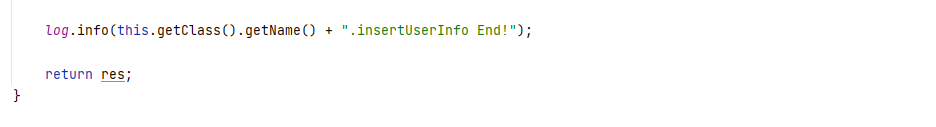 log.info(this.getClass().getName() + ".insertUserInfo End!");
return res;
}